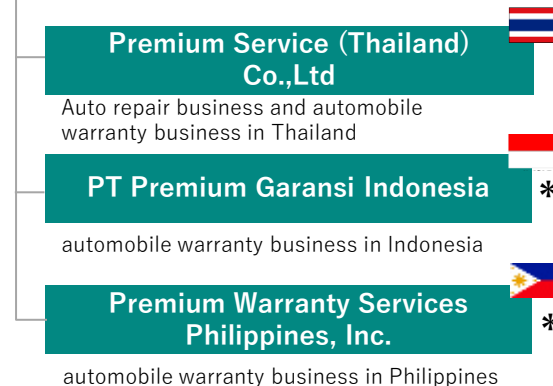 Premium Service (Thailand)
Co.,Ltd
Auto repair business and automobile
warranty business in Thailand
PT Premium Garansi Indonesia
*
automobile warranty business in Indonesia
Premium Warranty Services
Philippines, Inc.
*
automobile warranty business in Philippines